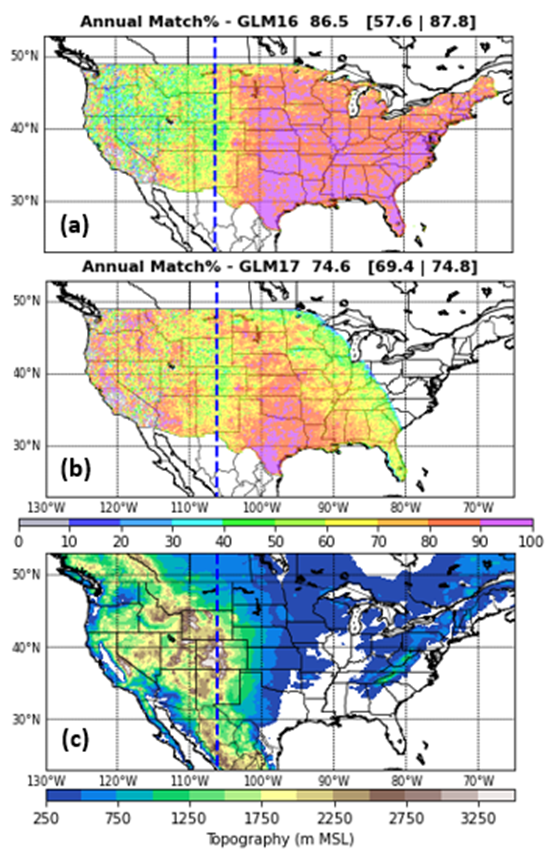 Annual Match% - GLM16 86.5 [57.6 | 87.8]
50°N
40°N
30°N
(a)
Annual Match% - GLM17 74.6 [69.4 | 74.8]
50°N
40°N
30°N
(b)
130°W 120°W 110°W 100°W 90°W 80°W 70°W
0 10 20 30 40 50 60 70 80 90 100
50°N
40°N
30°N
(c)
130°W 120°W 110°W 100°W 90°W 80°W 70°W
250 750 1250 1750 2250 2750 3250
Topography (m MSL)